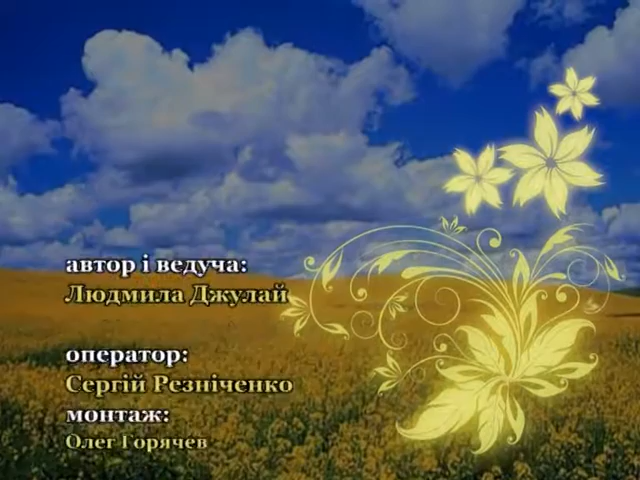 автор і ведуча:
Людмила Джулай
оператор:
Сергій Резніченко
монтаж:
Олег Горячев